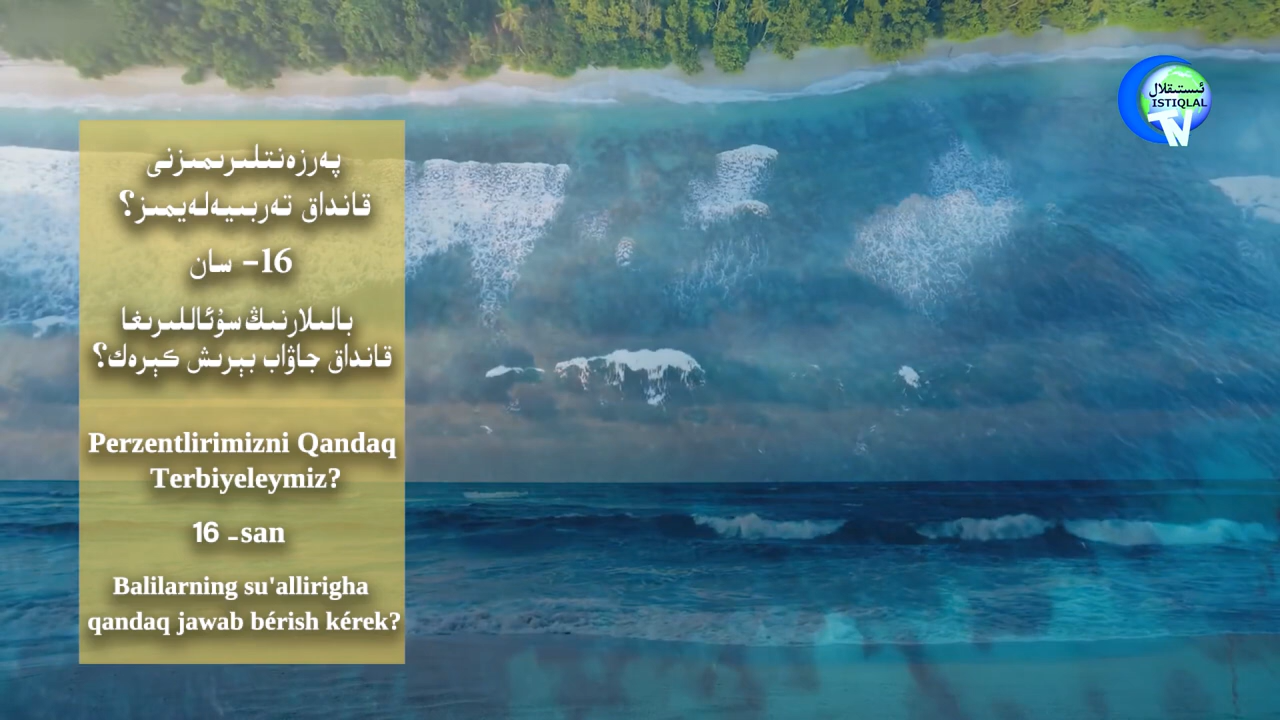 پەرزەنتلىرىمىزنى
قانداق تەربىيەلەيمىز؟
16- سان
بالىلارنىڭ سۇئاللىرىغا
قانداق جاۋاب بېرىش كېرەك؟
Perzentlirimizni Qandaq
Terbiyeleymiz?
16 -san
Balilarning su'allirigha
qandaq jawab bérish kérek?
ئىستىقلال
ISTIQLAL
TV